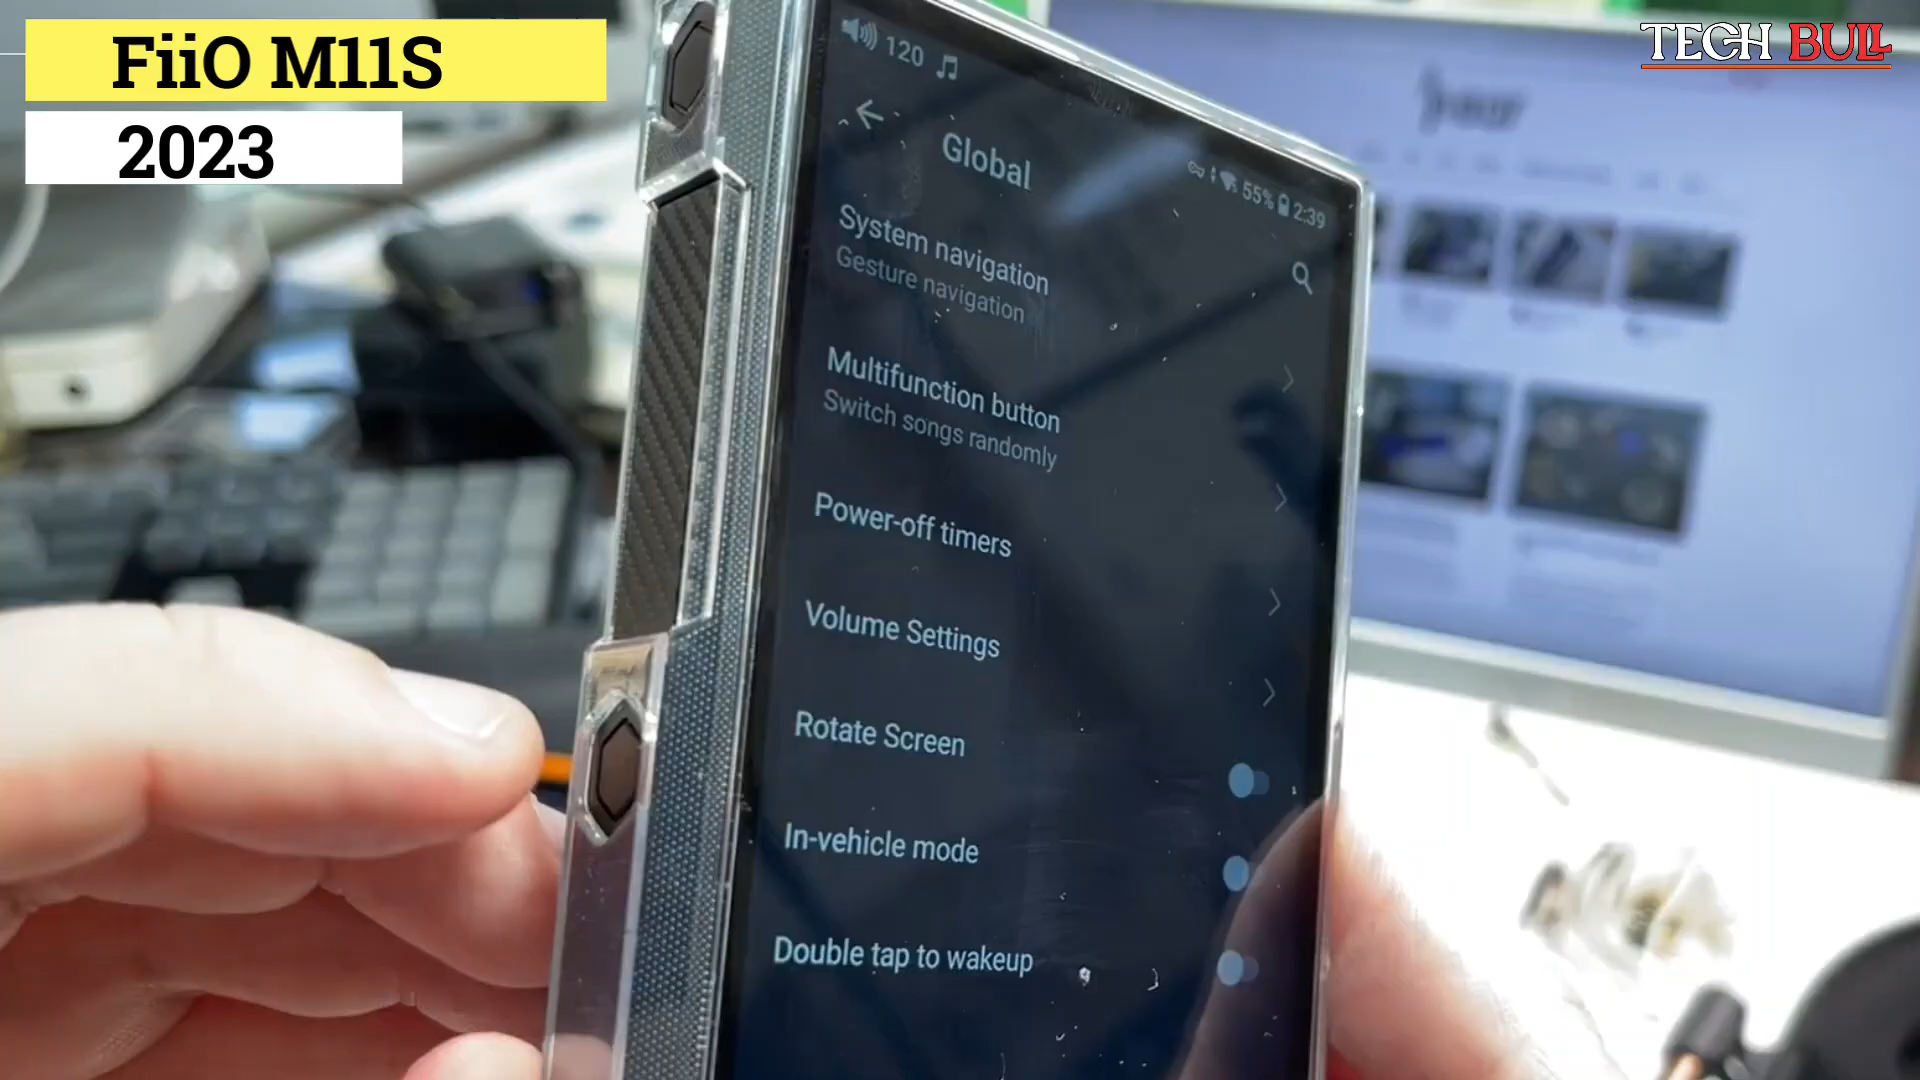 FiiO M11S
2023
TECH BULL
120
Global
55% 2:39
System navigation
Gesture navigation
Multifunction button
Switch songs randomly
Power-off timers
Volume Settings
Rotate Screen
In-vehicle mode
Double tap to wakeup